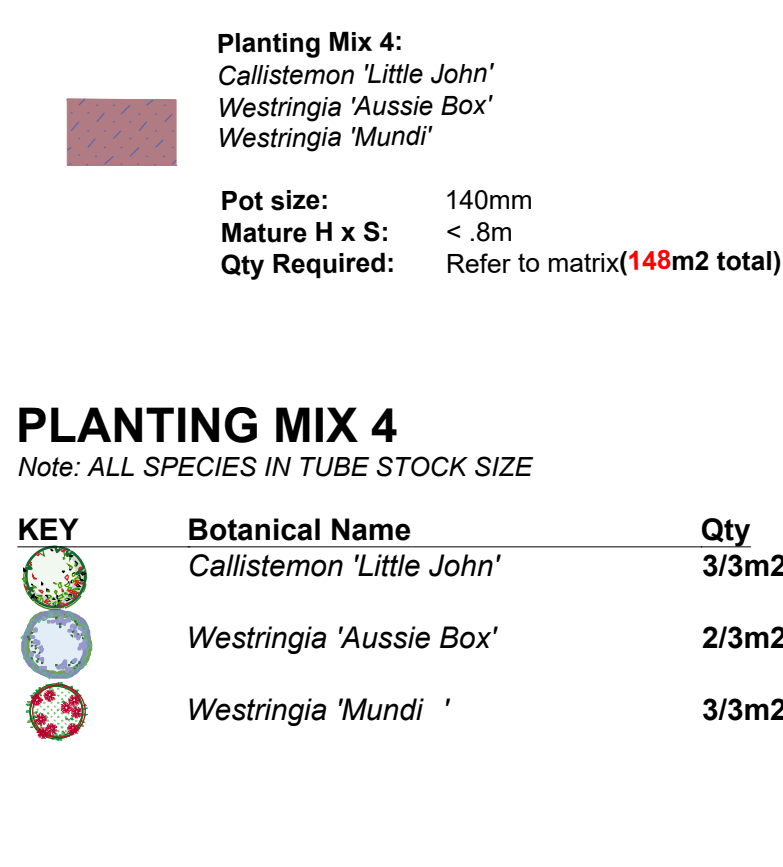 Planting Mix 4:
Callistemon 'Little John'
Westringia 'Aussie Box'
Westringia 'Mundi'
Pot size: 140mm
Mature H x S: < .8m
Qty Required: Refer to matrix(148m2 total)
PLANTING MIX 4
Note: ALL SPECIES IN TUBE STOCK SIZE
KEY Botanical Name Qty
Callistemon 'Little John' 3/3m2
Westringia 'Aussie Box' 2/3m2
Westringia 'Mundi ' 3/3m2